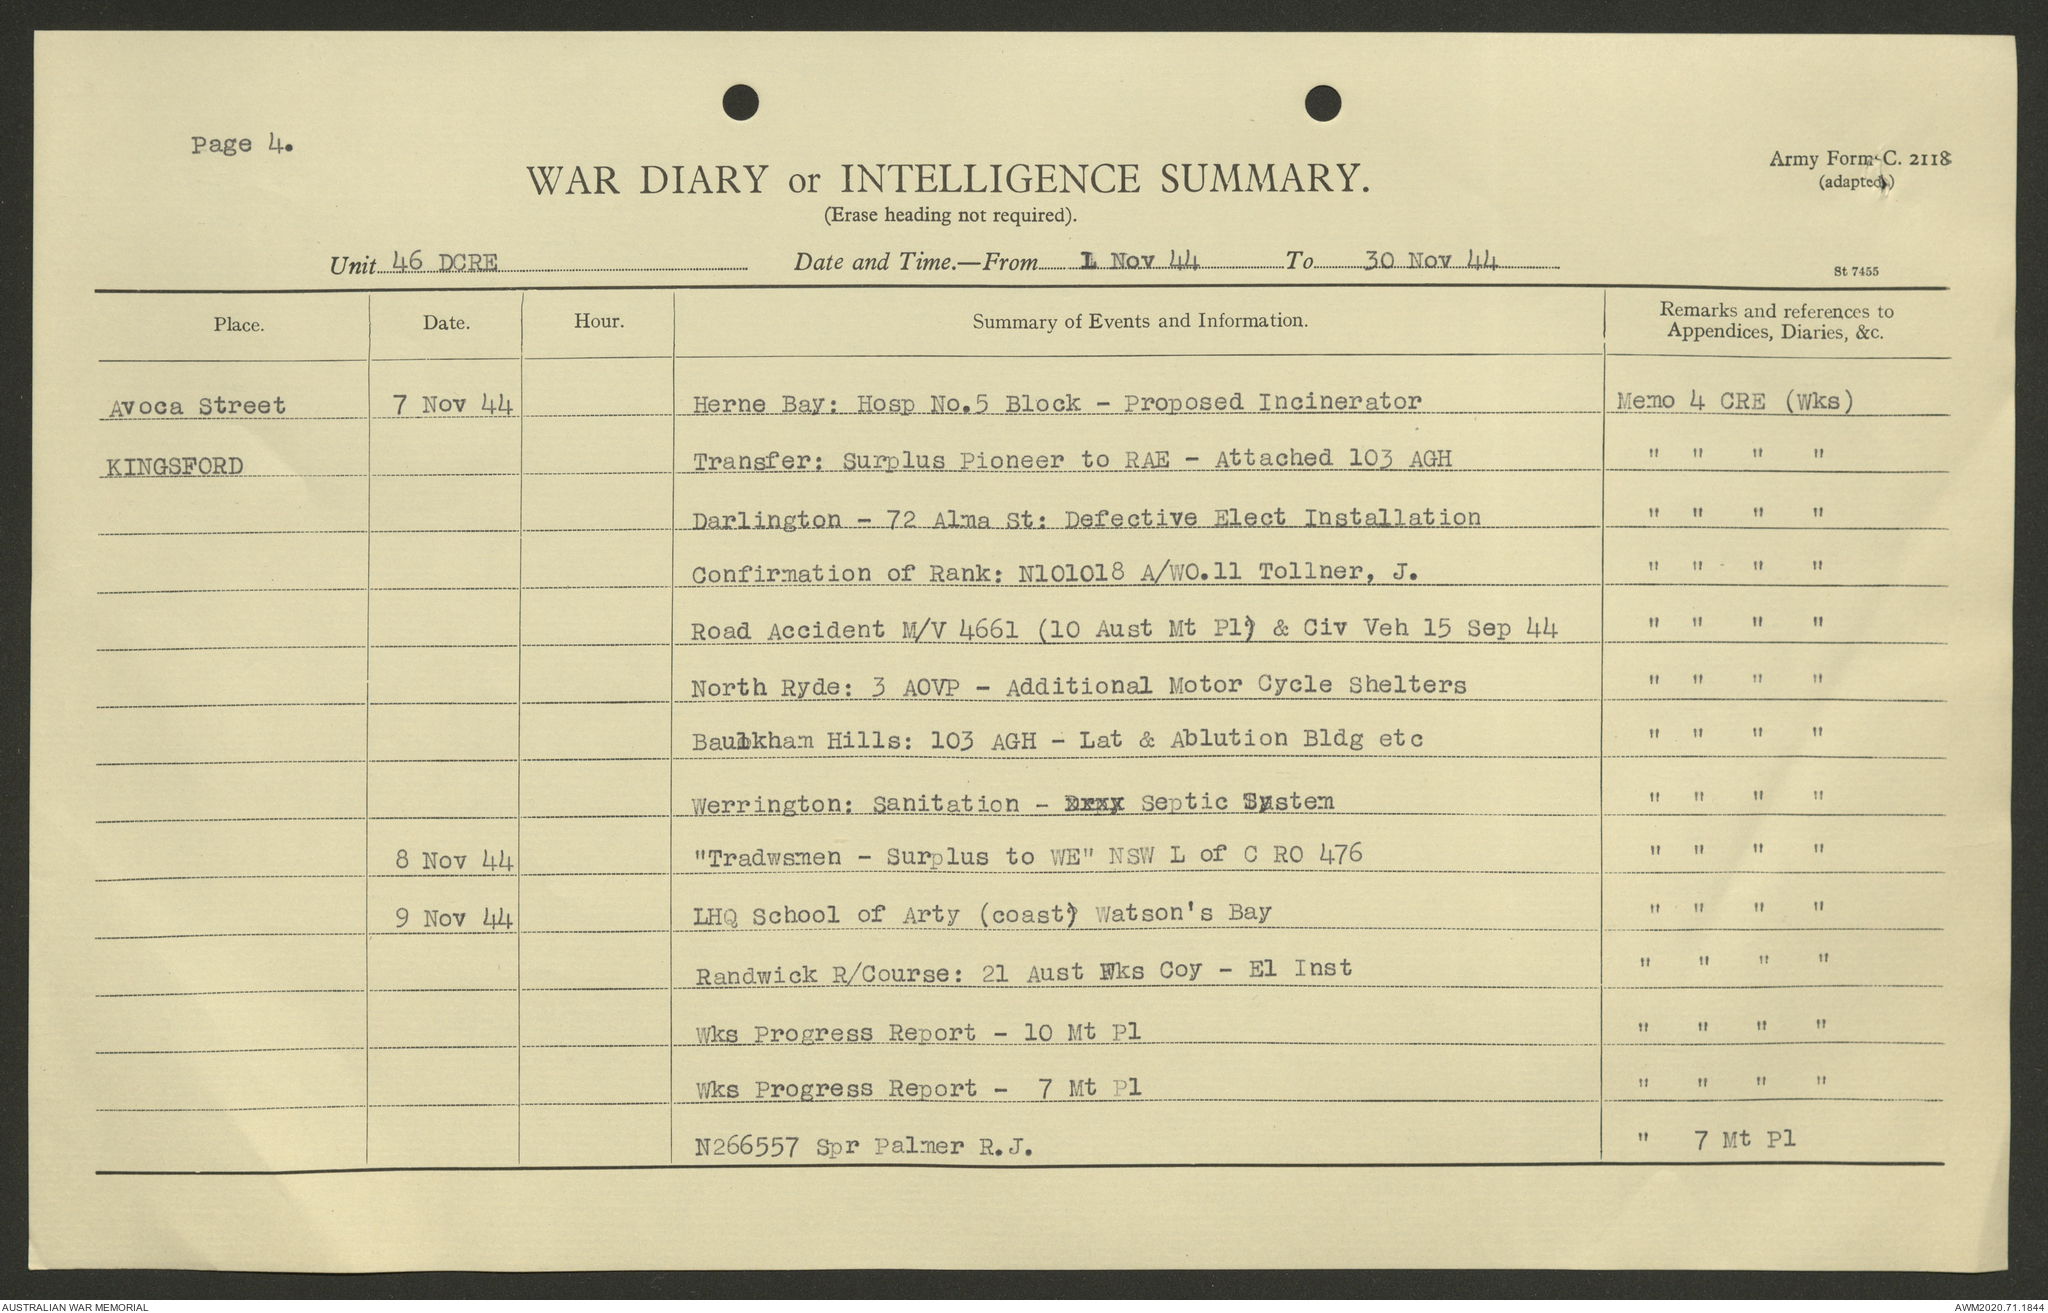 Page 4.
Army Form C. 2118
(adapted)
WAR DIARY or INTELLIGENCE SUMMARY.
(Erase heading not required).
Unit 46 DCRE Date and Time.—From 1 Nov 44 To 30 Nov 44
St 7455
Place. Date. Hour. Summary of Events and Information. Remarks and references to
Appendices, Diaries, &c.
Avoca Street 7 Nov 44 Herne Bay: Hosp No.5 Block - Proposed Incinerator Memo 4 CRE (Wks)
KINGSFORD Transfer: Surplus Pioneer to RAE - Attached 103 AGH " " " "
Darlington - 72 Alma St: Defective Elect Installation " " " "
Confirmation of Rank: N101018 A/WO.11 Tollner, J. " " " "
Road Accident M/V 4661 (10 Aust Mt Pl) & Civ Veh 15 Sep 44 " " " "
North Ryde: 3 AOVP - Additional Motor Cycle Shelters " " " "
Baulkham Hills: 103 AGH - Lat & Ablution Bldg etc " " " "
Werrington: Sanitation - Septic System " " " "
8 Nov 44 "Tradwsmen - Surplus to WE" NSW L of C RO 476 " " " "
9 Nov 44 LHQ School of Arty (coast) Watson's Bay " " " "
Randwick R/Course: 21 Aust Wks Coy - El Inst " " " "
Wks Progress Report - 10 Mt Pl " " " "
Wks Progress Report - 7 Mt Pl " " " "
N266557 Spr Palmer R.J. " 7 Mt Pl
AUSTRALIAN WAR MEMORIAL
AWM2020.71.1844